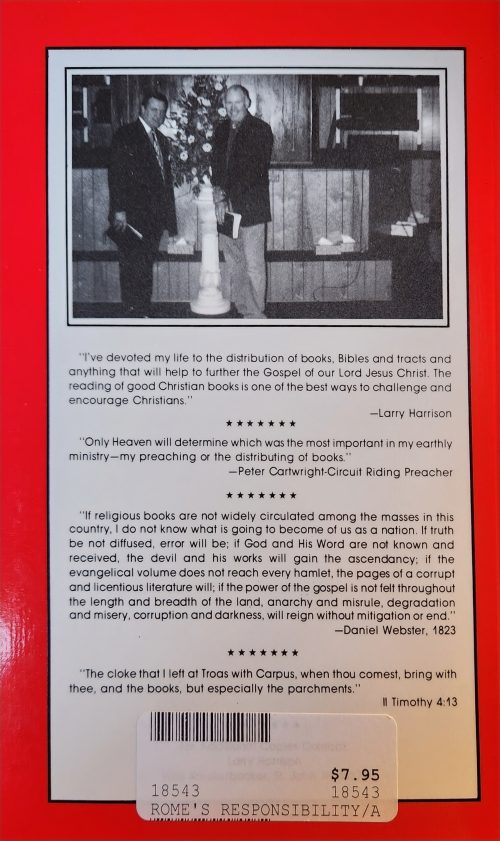 "I've devoted my life to the distribution of books, Bibles and tracts and
anything that will help to further the Gospel of our Lord Jesus Christ. The
reading of good Christian books is one of the best ways to challenge and
encourage Christians."
—Larry Harrison
★★★★★★★
"Only Heaven will determine which was the most important in my earthly
ministry—my preaching or the distributing of books."
—Peter Cartwright-Circuit Riding Preacher
★★★★★★★
"If religious books are not widely circulated among the masses in this
country, I do not know what is going to become of us as a nation. If truth
be not diffused, error will be; if God and His Word are not known and
received, the devil and his works will gain the ascendancy; if the
evangelical volume does not reach every hamlet, the pages of a corrupt
and licentious literature will; if the power of the gospel is not felt throughout
the length and breadth of the land, anarchy and misrule, degradation
and misery, corruption and darkness, will reign without mitigation or end."
—Daniel Webster, 1823
★★★★★★★
"The cloke that I left at Troas with Carpus, when thou comest, bring with
thee, and the books, but especially the parchments."
II Timothy 4:13
Larry Harrison
$7.95
18543 18543
ROME'S RESPONSIBILITY/A